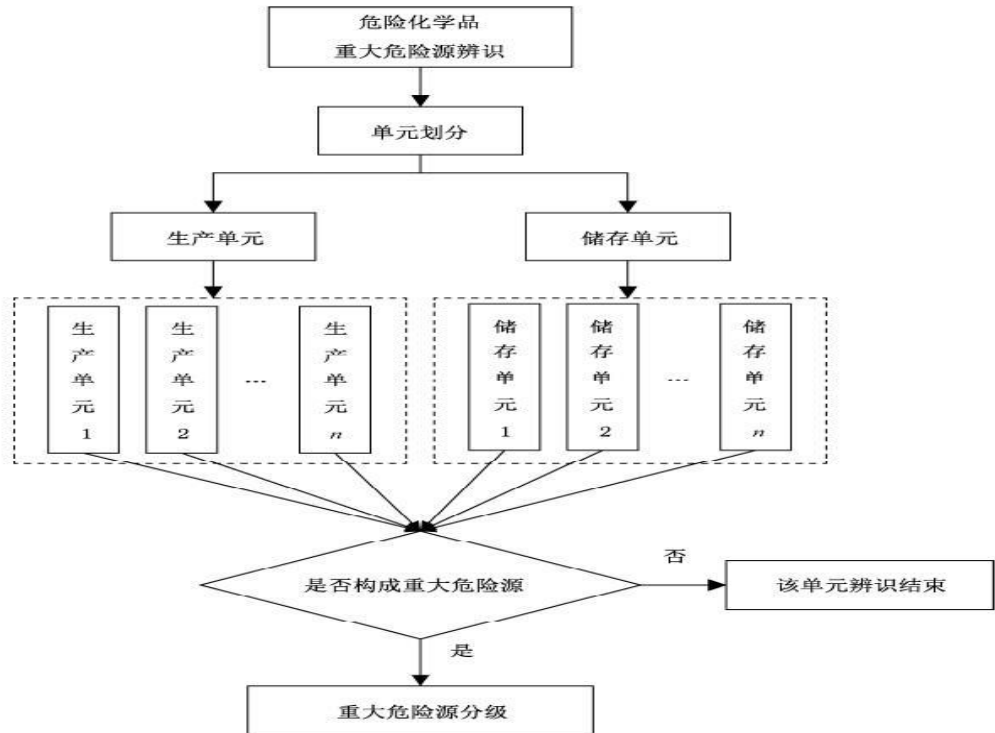 危险化学品
重大危险源辨识
单元划分
生产单元
储存单元
生产单元1
生产单元2
…
生产单元n
储存单元1
储存单元2
…
储存单元n
是否构成重大危险源
否
该单元辨识结束
是
重大危险源分级